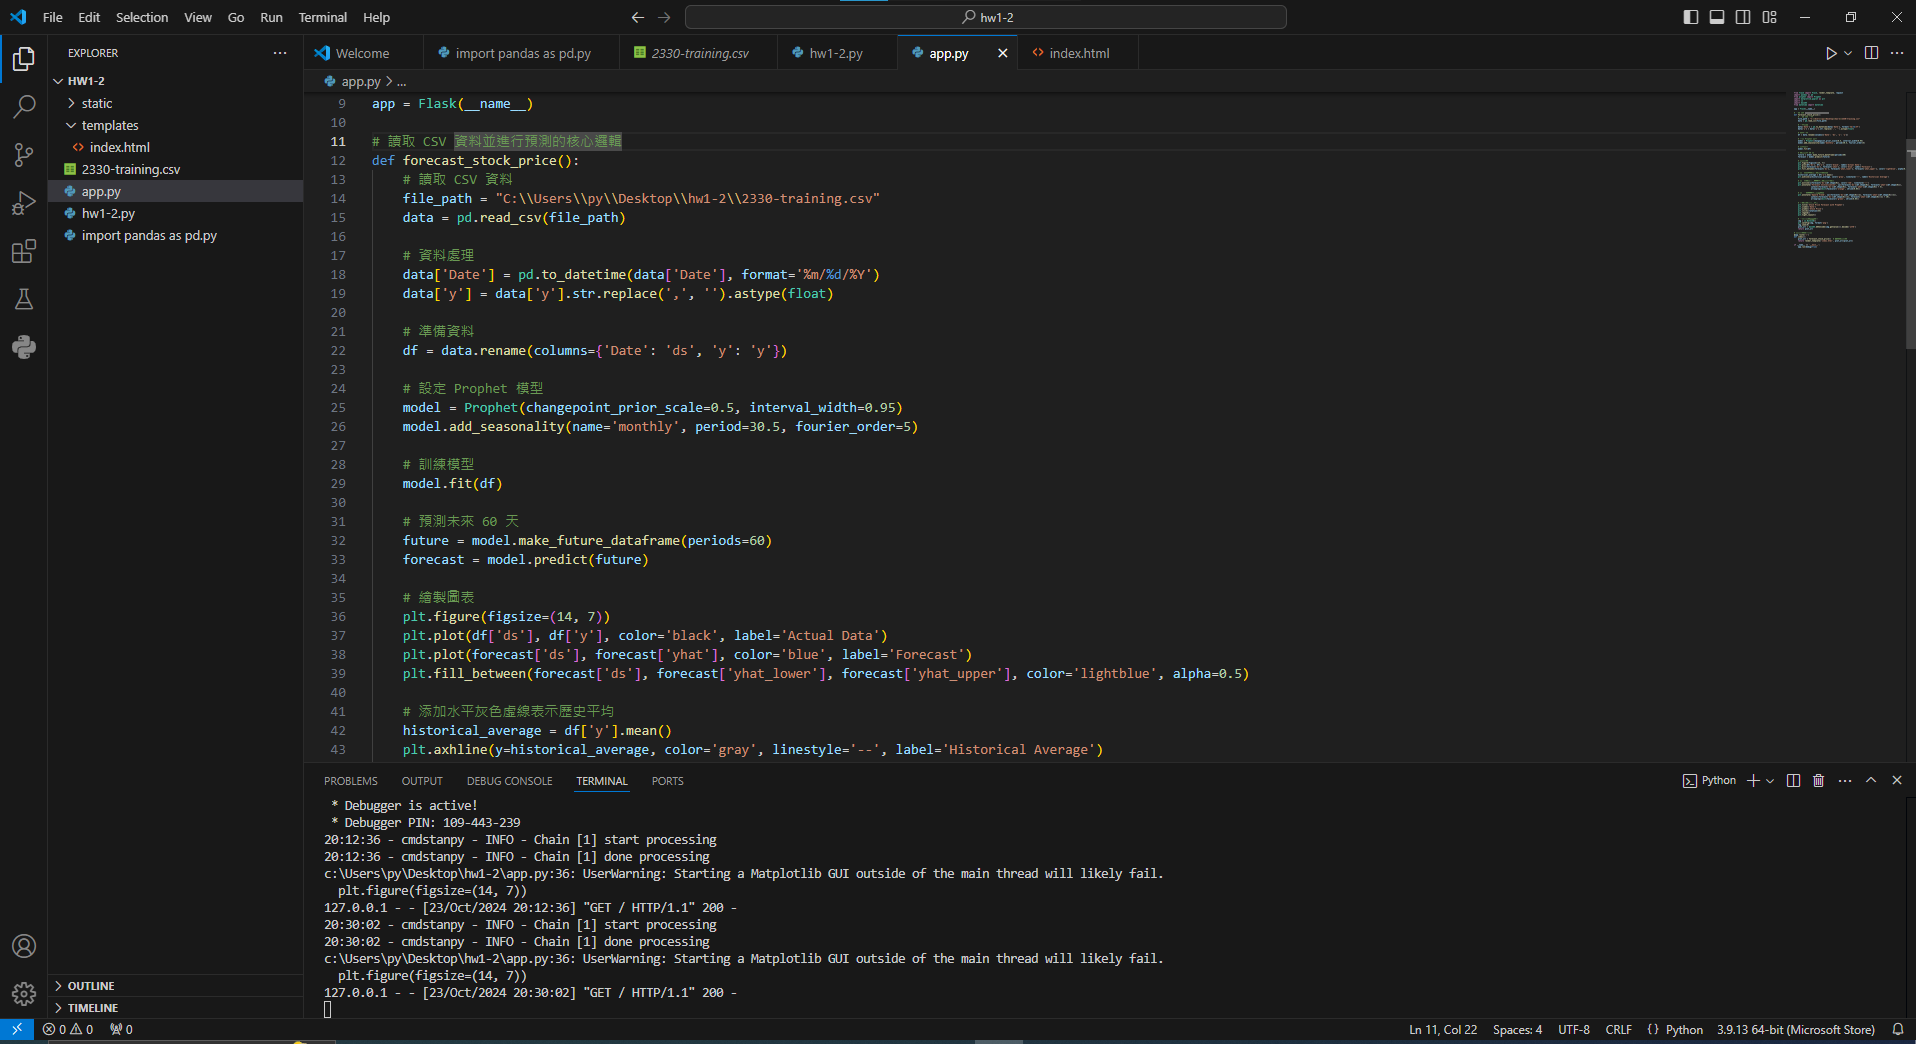 File Edit Selection View Go Run Terminal Help
hw1-2
EXPLORER
HW1-2
static
templates
index.html
2330-training.csv
app.py
hw1-2.py
import pandas as pd.py
OUTLINE
TIMELINE
Welcome import pandas as pd.py 2330-training.csv hw1-2.py app.py index.html
app.py > ...
9 app = Flask(__name__)
10
11 # 讀取 CSV 資料並進行預測的核心邏輯
12 def forecast_stock_price():
13 # 讀取 CSV 資料
14 file_path = "C:\\Users\\py\\Desktop\\hw1-2\\2330-training.csv"
15 data = pd.read_csv(file_path)
16
17 # 資料處理
18 data['Date'] = pd.to_datetime(data['Date'], format='%m/%d/%Y')
19 data['y'] = data['y'].str.replace(',', '').astype(float)
20
21 # 準備資料
22 df = data.rename(columns={'Date': 'ds', 'y': 'y'})
23
24 # 設定 Prophet 模型
25 model = Prophet(changepoint_prior_scale=0.5, interval_width=0.95)
26 model.add_seasonality(name='monthly', period=30.5, fourier_order=5)
27
28 # 訓練模型
29 model.fit(df)
30
31 # 預測未來 60 天
32 future = model.make_future_dataframe(periods=60)
33 forecast = model.predict(future)
34
35 # 繪製圖表
36 plt.figure(figsize=(14, 7))
37 plt.plot(df['ds'], df['y'], color='black', label='Actual Data')
38 plt.plot(forecast['ds'], forecast['yhat'], color='blue', label='Forecast')
39 plt.fill_between(forecast['ds'], forecast['yhat_lower'], forecast['yhat_upper'], color='lightblue', alpha=0.5)
40
41 # 添加水平灰色虛線表示歷史平均
42 historical_average = df['y'].mean()
43 plt.axhline(y=historical_average, color='gray', linestyle='--', label='Historical Average')
PROBLEMS OUTPUT DEBUG CONSOLE TERMINAL PORTS
Python
* Debugger is active!
* Debugger PIN: 109-443-239
20:12:36 - cmdstanpy - INFO - Chain [1] start processing
20:12:36 - cmdstanpy - INFO - Chain [1] done processing
c:\Users\py\Desktop\hw1-2\app.py:36: UserWarning: Starting a Matplotlib GUI outside of the main thread will likely fail.
plt.figure(figsize=(14, 7))
127.0.0.1 - - [23/Oct/2024 20:12:36] "GET / HTTP/1.1" 200 -
20:30:02 - cmdstanpy - INFO - Chain [1] start processing
20:30:02 - cmdstanpy - INFO - Chain [1] done processing
c:\Users\py\Desktop\hw1-2\app.py:36: UserWarning: Starting a Matplotlib GUI outside of the main thread will likely fail.
plt.figure(figsize=(14, 7))
127.0.0.1 - - [23/Oct/2024 20:30:02] "GET / HTTP/1.1" 200 -
0 0 0 Ln 11, Col 22 Spaces: 4 UTF-8 CRLF {} Python 3.9.13 64-bit (Microsoft Store)